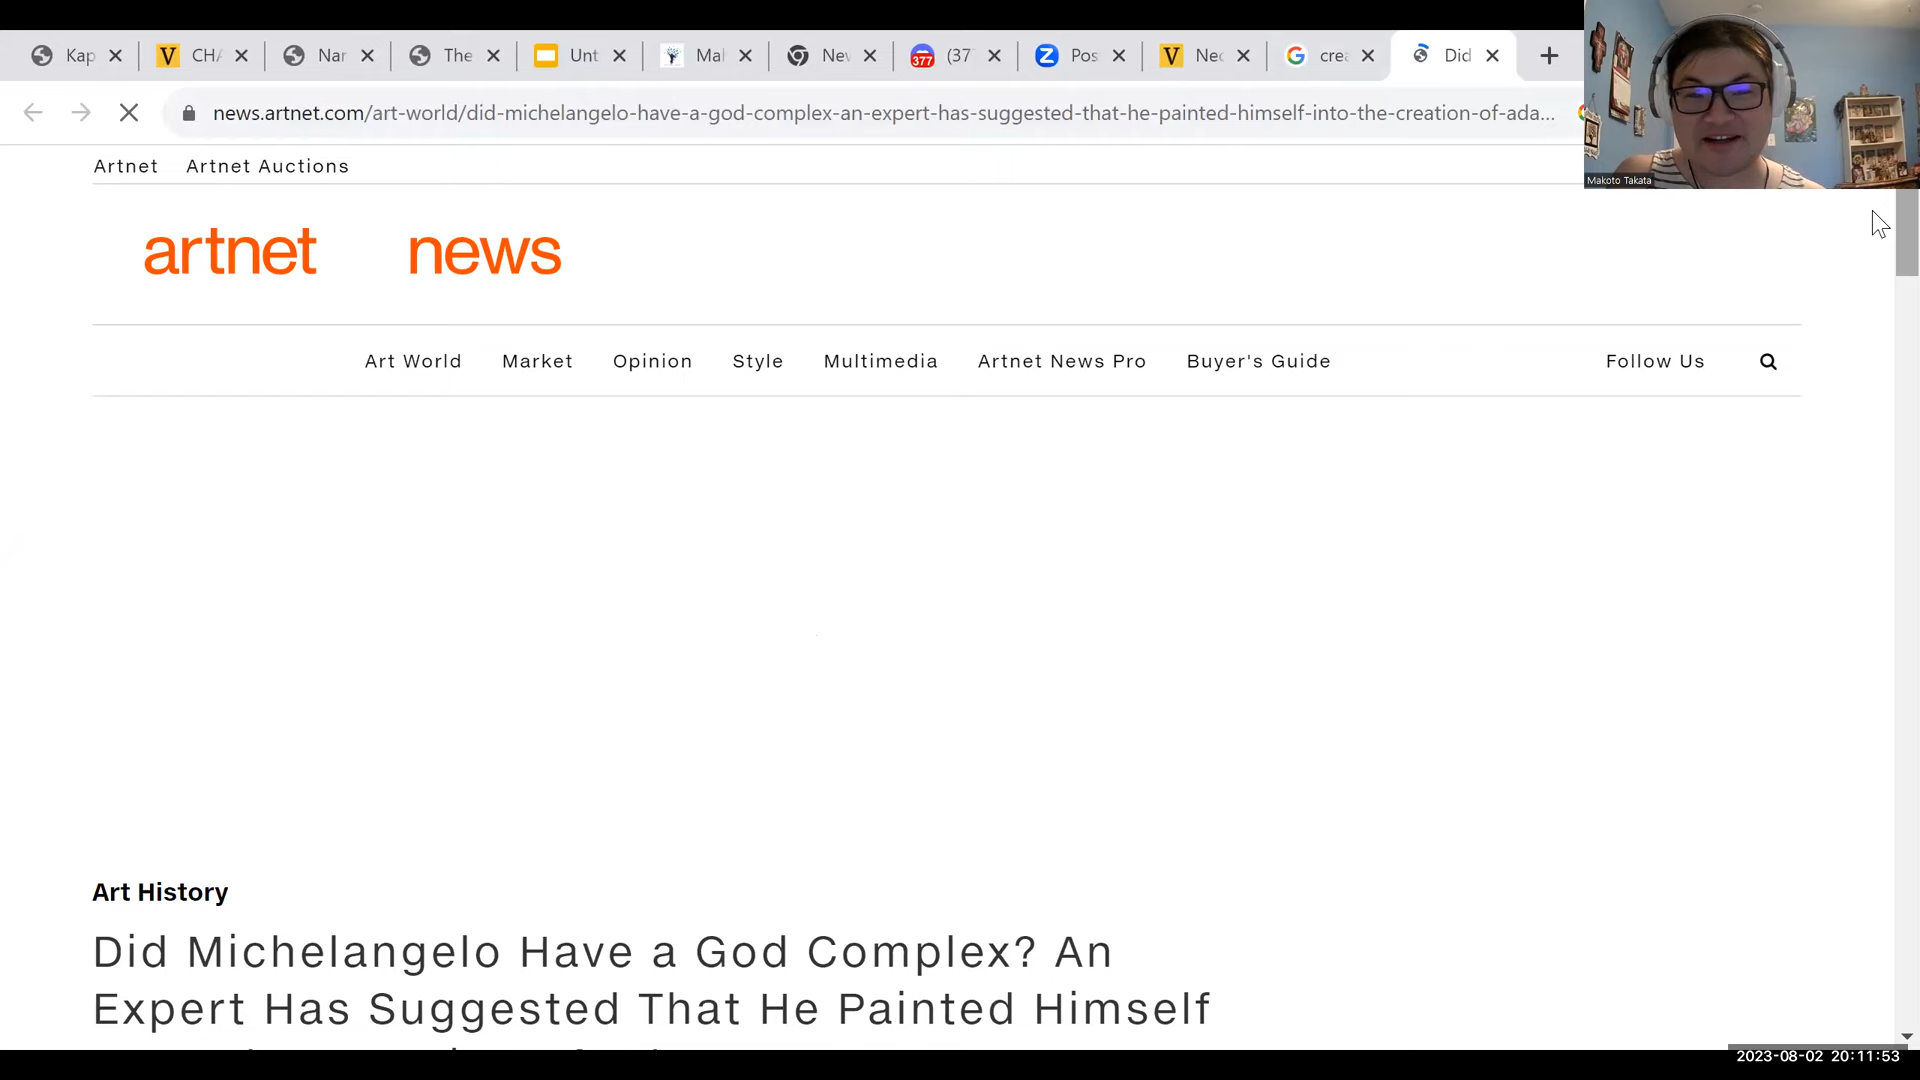 Kap
CHA
Nar
The
Unt
Mal
Nev
377
(37
Pos
Nec
crea
Did
news.artnet.com/art-world/did-michelangelo-have-a-god-complex-an-expert-has-suggested-that-he-painted-himself-into-the-creation-of-ada...
Makoto Takata
Artnet Artnet Auctions
artnet news
Art World Market Opinion Style Multimedia Artnet News Pro Buyer's Guide Follow Us
Art History
Did Michelangelo Have a God Complex? An
Expert Has Suggested That He Painted Himself
2023-08-02 20:11:53